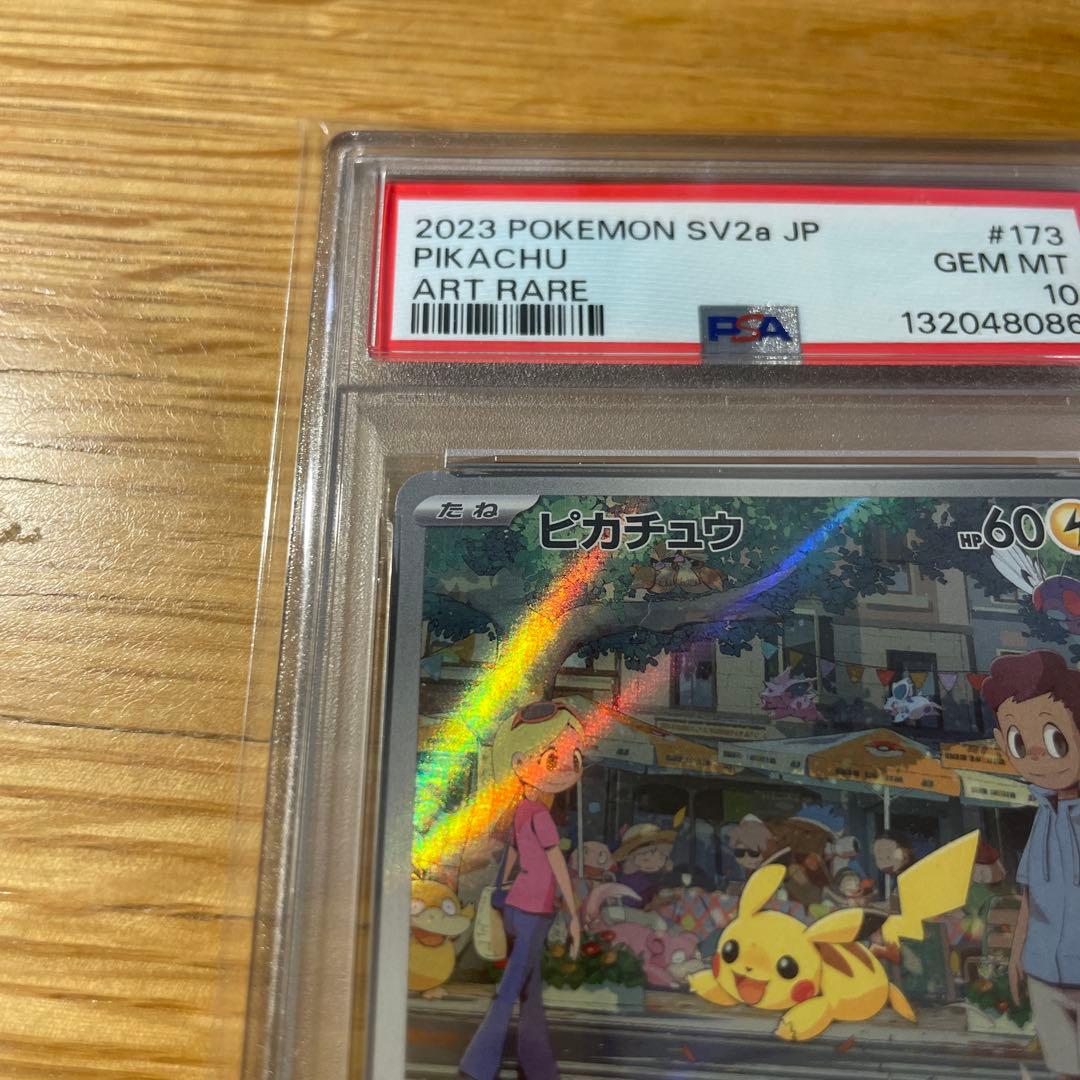 2023 POKEMON SV2a JP #173
PIKACHU GEM MT
ART RARE 10
PSA 132048086
たね ピカチュウ HP60